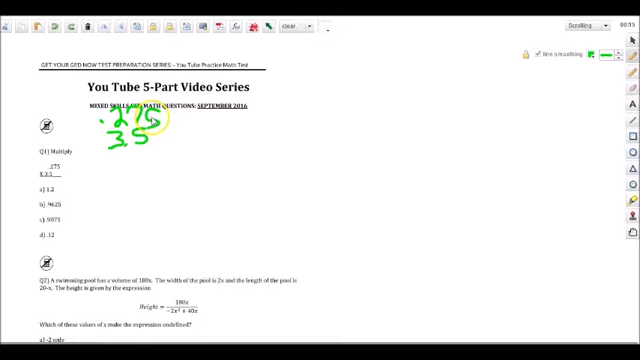 clear
Scrolling
00:15
line smoothing
GET YOUR GED NOW TEST PREPARATION SERIES – You Tube Practice Math Test
You Tube 5-Part Video Series
MIXED SKILLS GED MATH QUESTIONS: SEPTEMBER 2016
.275
3.5
Q1) Multiply
.275
X 3.5
a) 1.2
b) .9625
c) .9075
d) .12
Q2) A swimming pool has a volume of 180x. The width of the pool is 2x and the length of the pool is
20-x. The height is given by the expression
Height = 180x / −2x² + 40x
Which of these values of x make the expression undefined?
a) -2 only